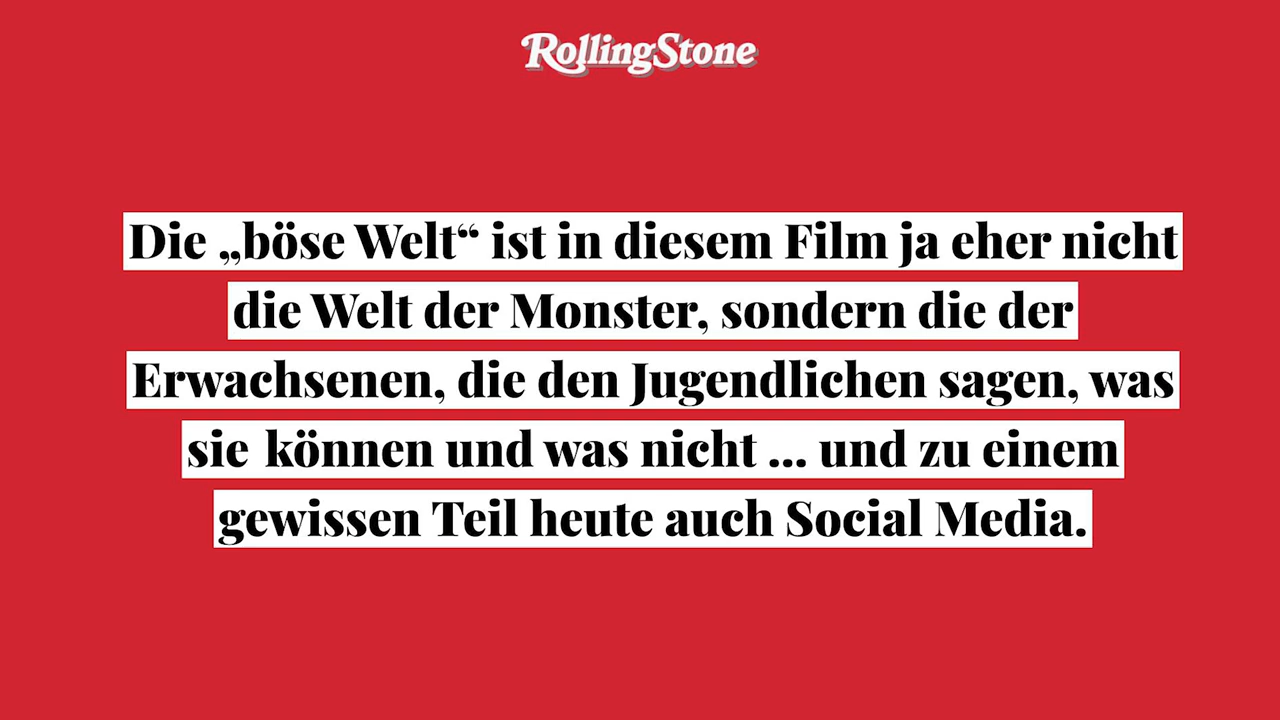 RollingStone
Die „böse Welt“ ist in diesem Film ja eher nicht
die Welt der Monster, sondern die der
Erwachsenen, die den Jugendlichen sagen, was
sie können und was nicht ... und zu einem
gewissen Teil heute auch Social Media.